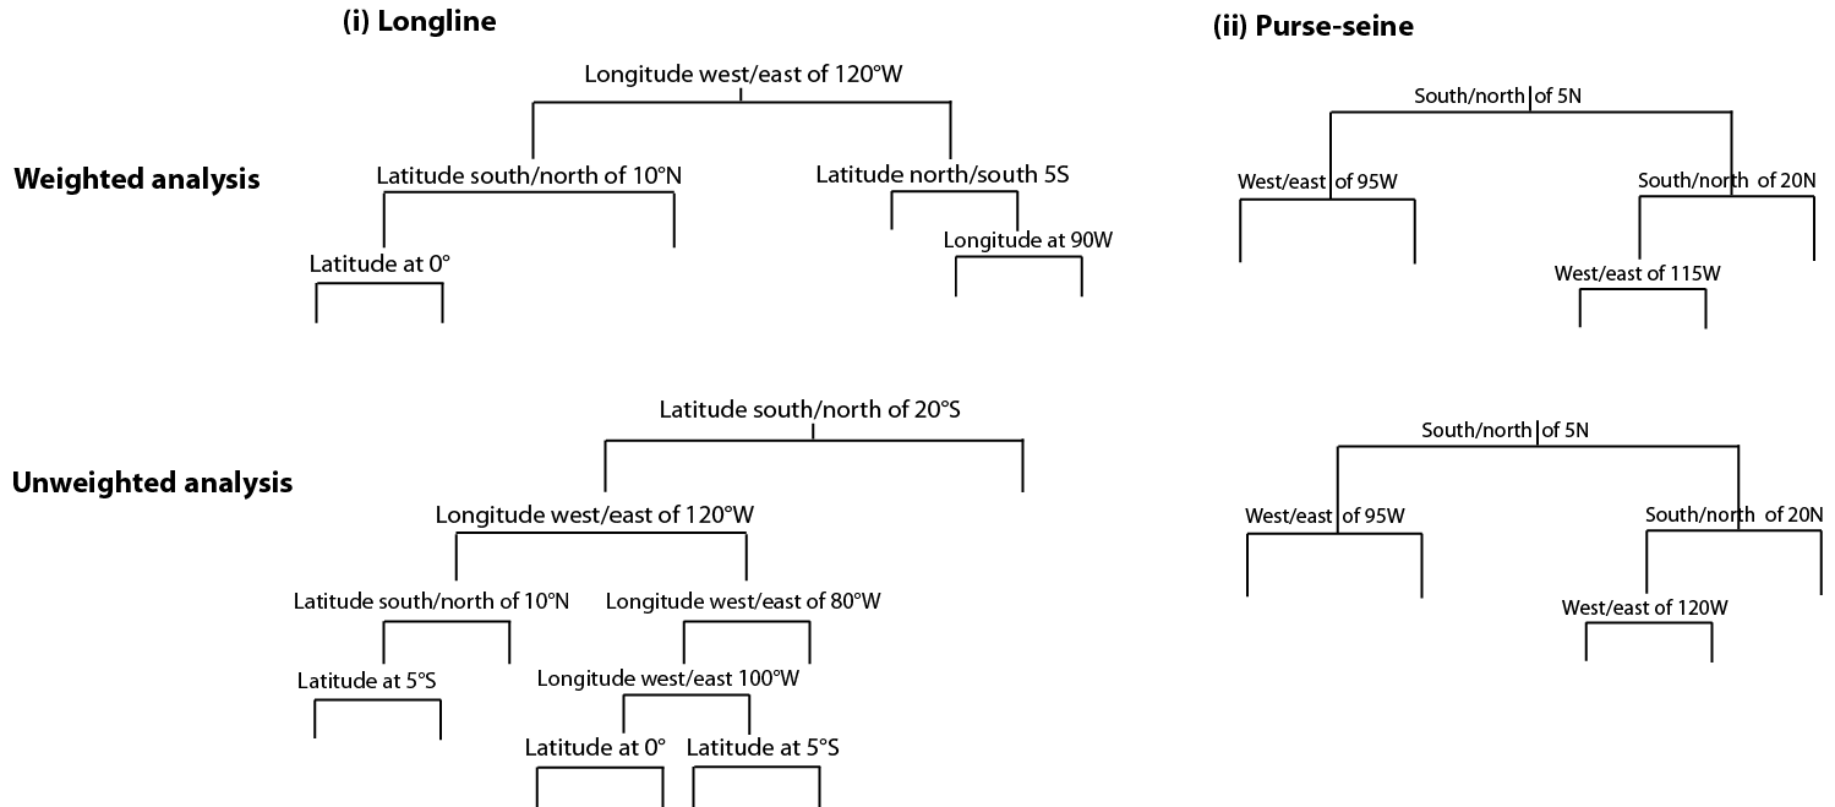 (i) Longline
(ii) Purse-seine
Weighted analysis
Longitude west/east of 120°W
Latitude south/north of 10°N
Latitude north/south 5S
Latitude at 0°
Longitude at 90W
South/north of 5N
West/east of 95W
South/north of 20N
West/east of 115W
Unweighted analysis
Latitude south/north of 20°S
Longitude west/east of 120°W
Latitude south/north of 10°N
Longitude west/east of 80°W
Latitude at 5°S
Longitude west/east 100°W
Latitude at 0°
Latitude at 5°S
South/north of 5N
West/east of 95W
South/north of 20N
West/east of 120W